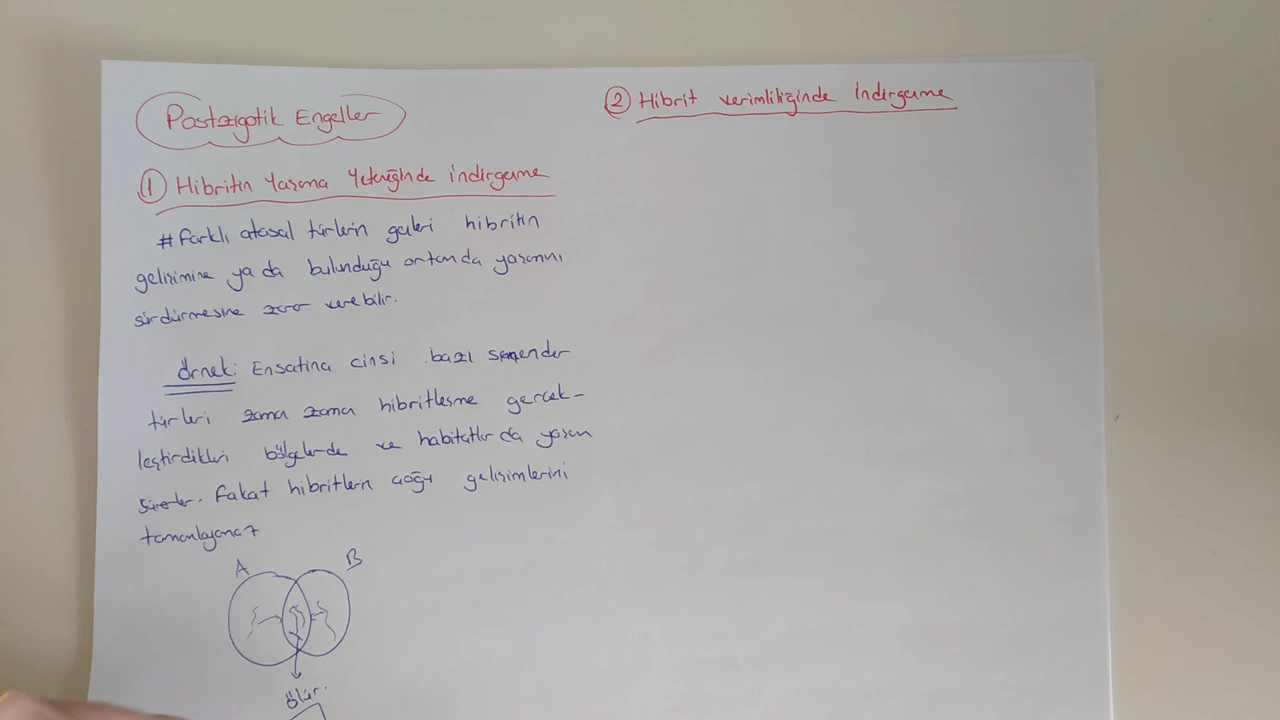 Postzigotik Engeller
① Hibritin Yaşama Yeteneğinde indirgeme
# Farklı atasal türlerin genleri hibritin
gelişimine ya da bulunduğu ortamda yaşamını
sürdürmesine zarar verebilir.
Örnek: Ensatina cinsi bazı semender
türleri zaman zaman hibritleşme gerçek-
leştirdikleri bölgelerde ve habitatlarda yaşam
sürerler. Fakat hibritlerin çoğu gelişimlerini
tamamlayamaz
A B
ölür.
② Hibrit verimliliğinde indirgeme